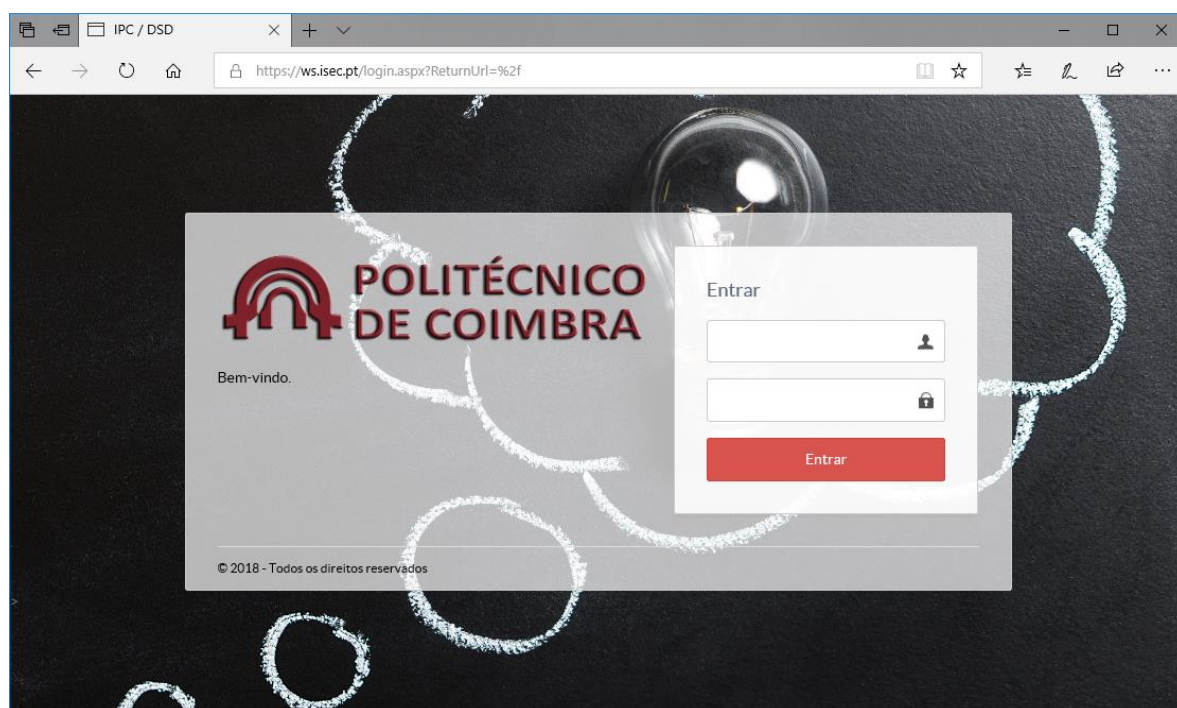 IPC / DSD
https://ws.isec.pt/login.aspx?ReturnUrl=%2f
POLITÉCNICO
DE COIMBRA
Bem-vindo.
Entrar
Entrar
© 2018 - Todos os direitos reservados